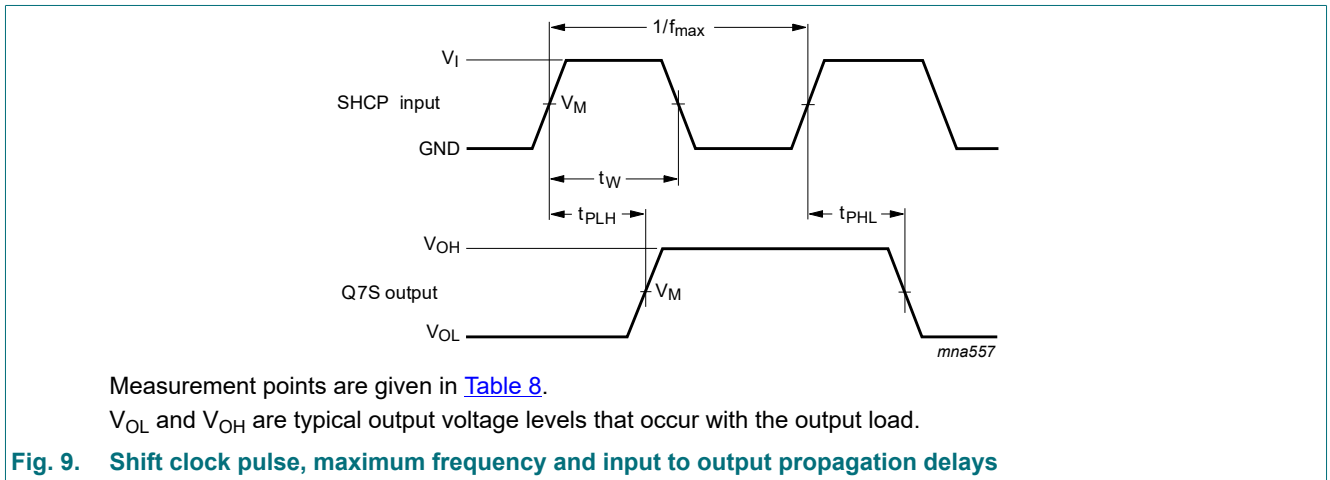 1/fmax
VI
SHCP input
VM
GND
tW
tPLH
tPHL
VOH
Q7S output
VM
VOL
mna557
Measurement points are given in Table 8.
VOL and VOH are typical output voltage levels that occur with the output load.
Fig. 9. Shift clock pulse, maximum frequency and input to output propagation delays